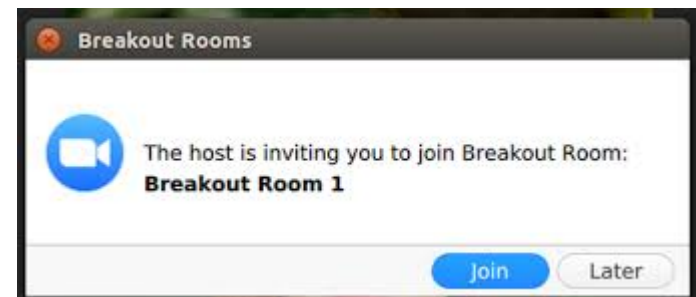 Breakout Rooms
The host is inviting you to join Breakout Room:
Breakout Room 1
Join
Later